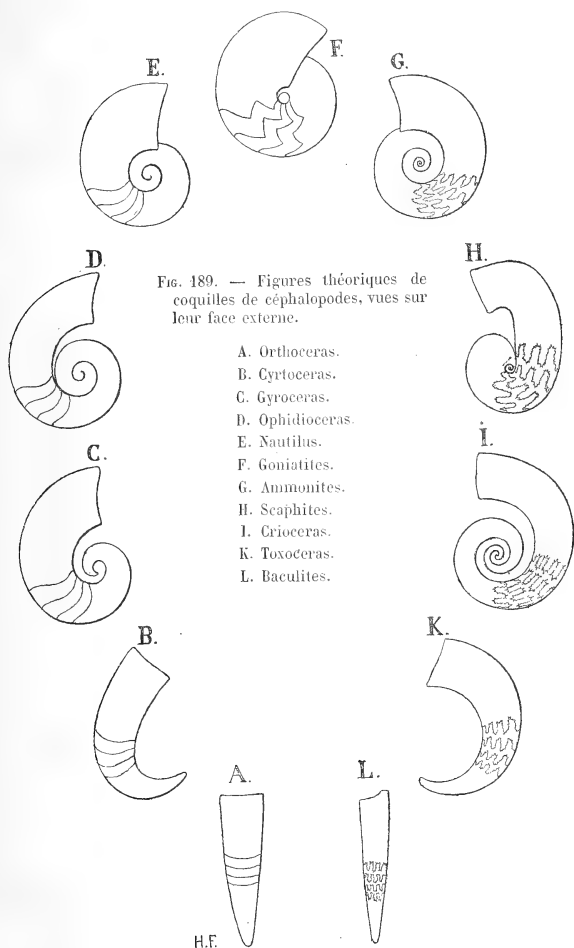 F.
E.
G.
D.
H.
FIG. 189. — Figures théoriques de
coquilles de céphalopodes, vues sur
leur face externe.
A. Orthoceras.
B. Cyrtoceras.
C. Gyroceras.
D. Ophidioceras.
E. Nautilus.
F. Goniatites.
G. Ammonites.
H. Scaphites.
I. Crioceras.
K. Toxoceras.
L. Baculites.
C.
I.
B.
K.
A.
L.
H.F.